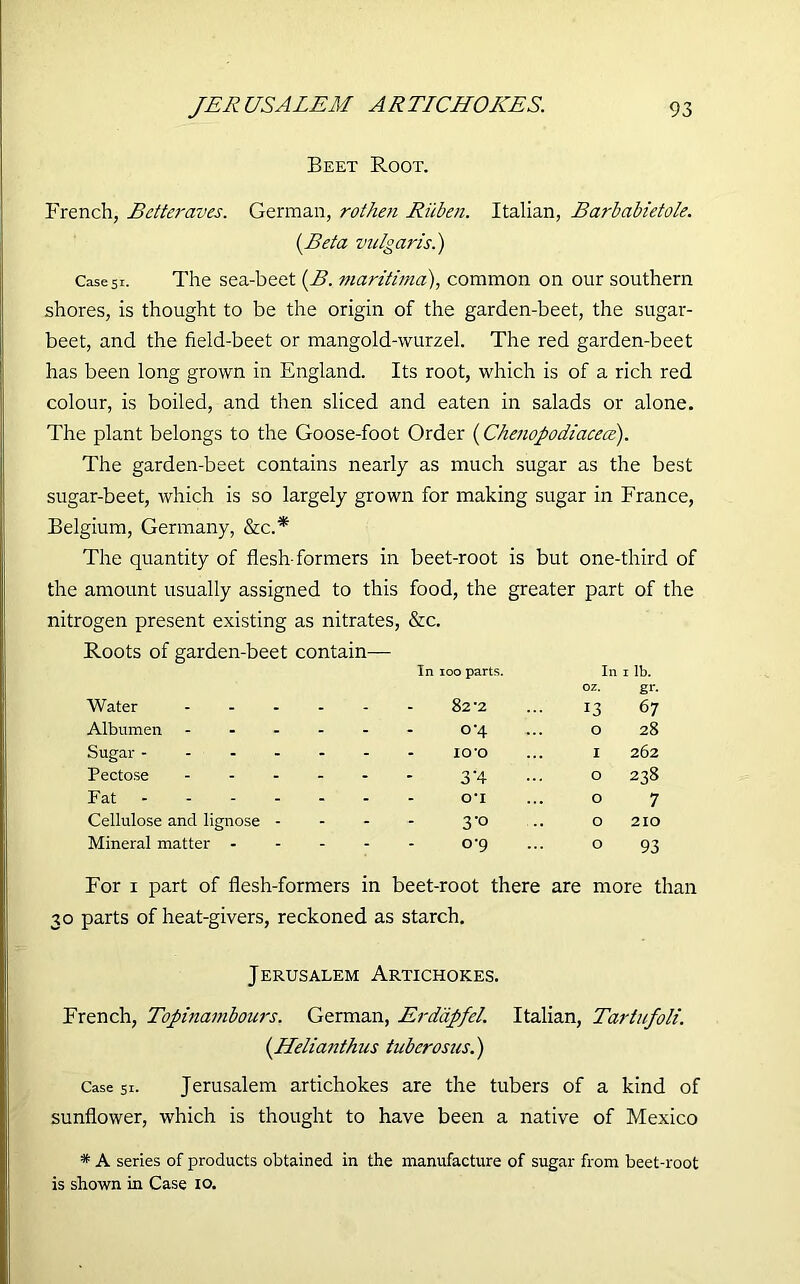 JERUSALEM ARTICHOKES. 93
BEET ROOT.
French, Betteraves. German, rothen Rüben. Italian, Barbabietole.
(Beta vulgaris.)
Case 51. The sea-beet (B. maritima), common on our southern
shores, is thought to be the origin of the garden-beet, the sugar-
beet, and the field-beet or mangold-wurzel. The red garden-beet
has been long grown in England. Its root, which is of a rich red
colour, is boiled, and then sliced and eaten in salads or alone.
The plant belongs to the Goose-foot Order (Chenopodiaceæ).
The garden-beet contains nearly as much sugar as the best
sugar-beet, which is so largely grown for making sugar in France,
Belgium, Germany, &c.*
The quantity of flesh-formers in beet-root is but one-third of
the amount usually assigned to this food, the greater part of the
nitrogen present existing as nitrates, &c.
Roots of garden-beet contain—
In 100 parts. In 1 lb.
oz. gr.
Water - - - - - - 82·2 ... 13 67
Albumen - - - - - - 0·4 ... 0 28
Sugar - - - - - - - 10·0 ... 1 262
Pectose - - - - - - 3·4 ... 0 238
Fat - - - - - - - 0·1 ... 0 7
Cellulose and lignose - - - - 3·0 .. 0 210
Mineral matter - - - - - 0·9 ... 0 93
For 1 part of flesh-formers in beet-root there are more than
30 parts of heat-givers, reckoned as starch.
JERUSALEM ARTICHOKES.
French, Topinambours. German, Erdäpfel. Italian, Tartufoli.
(Helianthus tuberosus.)
Case 51. Jerusalem artichokes are the tubers of a kind of
sunflower, which is thought to have been a native of Mexico
* A series of products obtained in the manufacture of sugar from beet-root
is shown in Case 10.